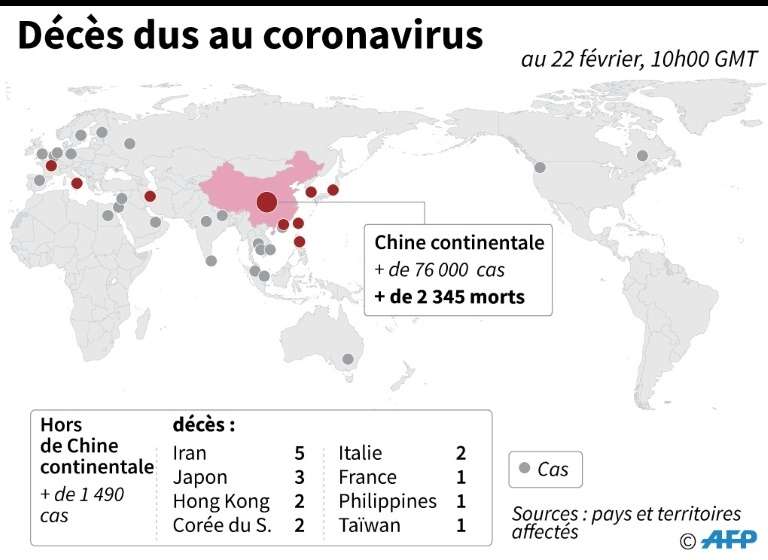 Décès dus au coronavirus
au 22 février, 10h00 GMT
Chine continentale
+ de 76 000 cas
+ de 2 345 morts
Hors
de Chine
continentale
+ de 1 490
cas
décès :
Iran 5
Japon 3
Hong Kong 2
Corée du S. 2
Italie 2
France 1
Philippines 1
Taïwan 1
Cas
Sources : pays et territoires
affectés
© AFP